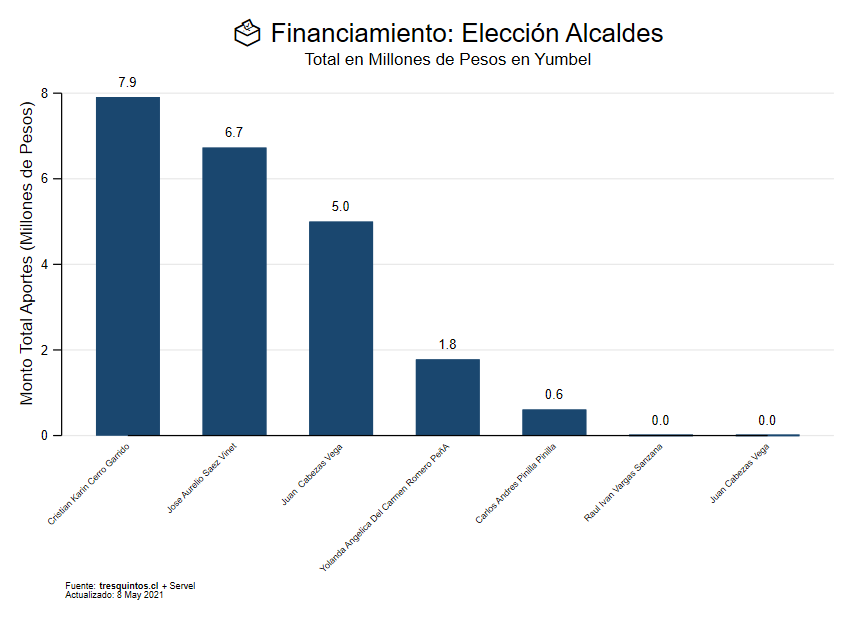 Financiamiento: Elección Alcaldes
Total en Millones de Pesos en Yumbel
Monto Total Aportes (Millones de Pesos)
8
6
4
2
0
7.9
6.7
5.0
1.8
0.6
0.0
0.0
Cristian Karin Cerro Garrido
Jose Aurelio Saez Vinet
Juan  Cabezas Vega
Yolanda Angelica Del Carmen Romero PeñA
Carlos Andres Pinilla Pinilla
Raul Ivan Vargas Sanzana
Juan Cabezas Vega
Fuente: tresquintos.cl + Servel
Actualizado: 8 May 2021